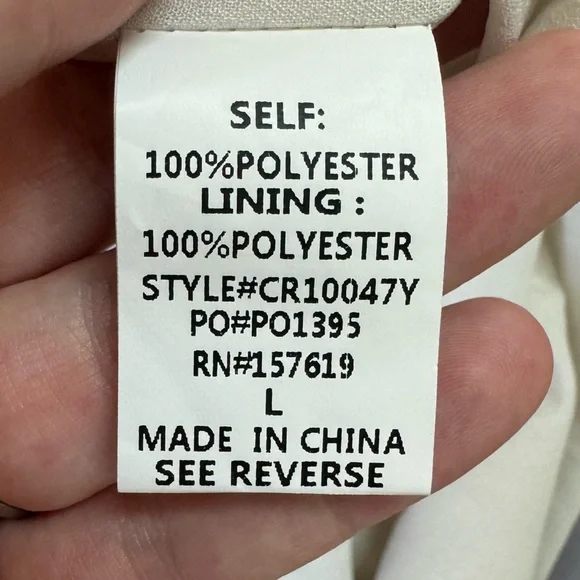 SELF:
100%POLYESTER
LINING :
100%POLYESTER
STYLE#CR10047Y
PO#PO1395
RN#157619
L
MADE IN CHINA
SEE REVERSE